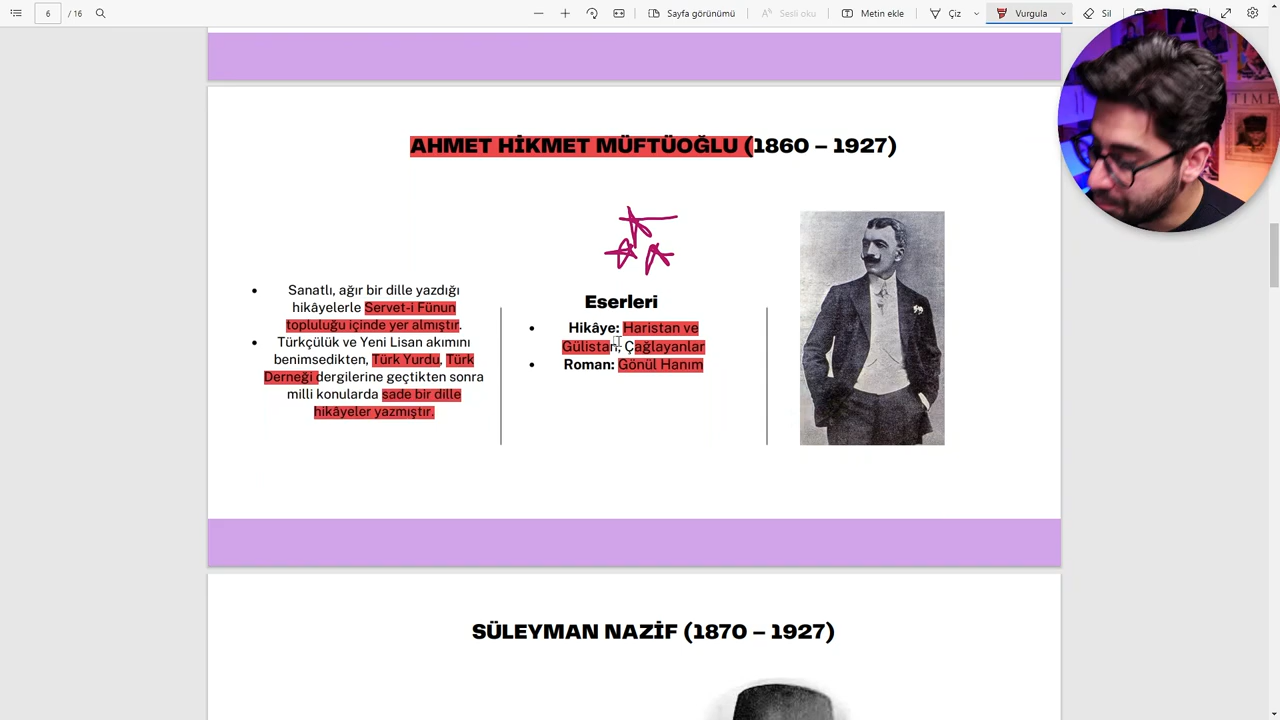 6 / 16
Sayfa görünümü
Sesli oku
Metin ekle
Çiz
Vurgula
Sil
TIME
AHMET HİKMET MÜFTÜOĞLU (1860 – 1927)
• Sanatlı, ağır bir dille yazdığı
hikâyelerle Servet-i Fünun
topluluğu içinde yer almıştır.
• Türkçülük ve Yeni Lisan akımını
benimsedikten, Türk Yurdu, Türk
Derneği dergilerine geçtikten sonra
milli konularda sade bir dille
hikâyeler yazmıştır.
Eserleri
• Hikâye: Haristan ve
Gülistan, Çağlayanlar
• Roman: Gönül Hanım
SÜLEYMAN NAZİF (1870 – 1927)